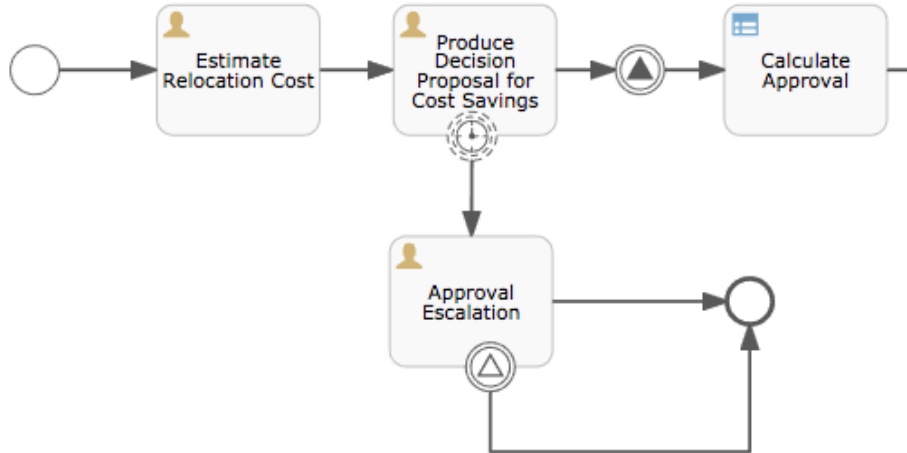 Estimate
Relocation Cost
Produce
Decision
Proposal for
Cost Savings
Calculate
Approval
Approval
Escalation